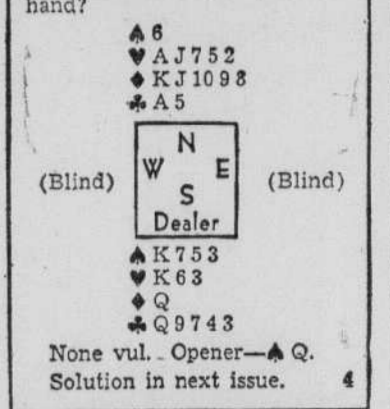 hand?
♠ 6
♥ A J 7 5 2
♦ K J 10 9 8
♣ A 5
N
(Blind) W E (Blind)
S
Dealer
♠ K 7 5 3
♥ K 6 3
♦ Q
♣ Q 9 7 4 3
None vul. Opener—♠ Q.
Solution in next issue. 4